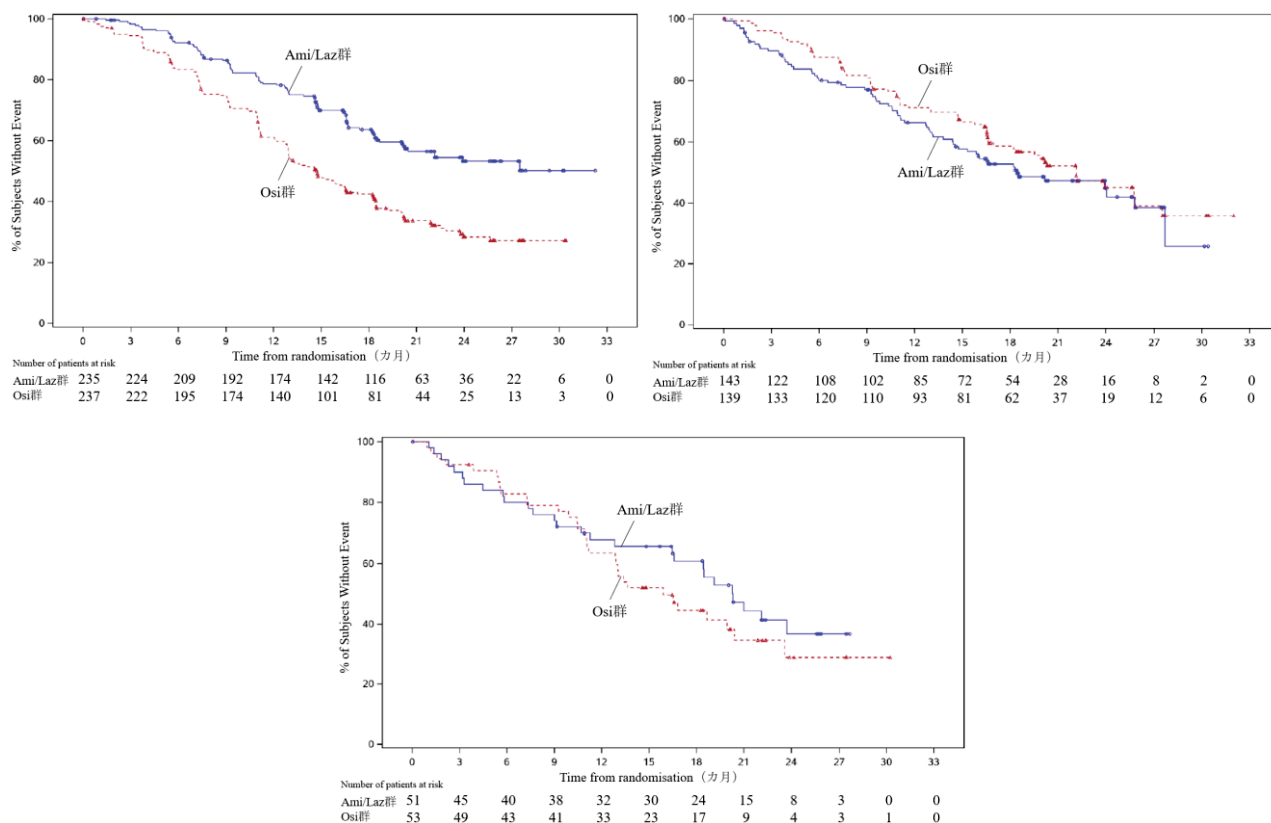 100
80
60
40
20
0
% of Subjects Without Event
Ami/Laz群
Osi群
0 3 6 9 12 15 18 21 24 27 30 33
Time from randomisation（カ月）
Number of patients at risk
Ami/Laz群 235 224 209 192 174 142 116 63 36 22 6 0
Osi群 237 222 195 174 140 101 81 44 25 13 3 0
100
80
60
40
20
0
% of Subjects Without Event
Osi群
Ami/Laz群
0 3 6 9 12 15 18 21 24 27 30 33
Time from randomisation（カ月）
Number of patients at risk
Ami/Laz群 143 122 108 102 85 72 54 28 16 8 2 0
Osi群 139 133 120 110 93 81 62 37 19 12 6 0
100
80
60
40
20
0
% of Subjects Without Event
Ami/Laz群
Osi群
0 3 6 9 12 15 18 21 24 27 30 33
Time from randomisation（カ月）
Number of patients at risk
Ami/Laz群 51 45 40 38 32 30 24 15 8 3 0 0
Osi群 53 49 43 41 33 23 17 9 4 3 1 0